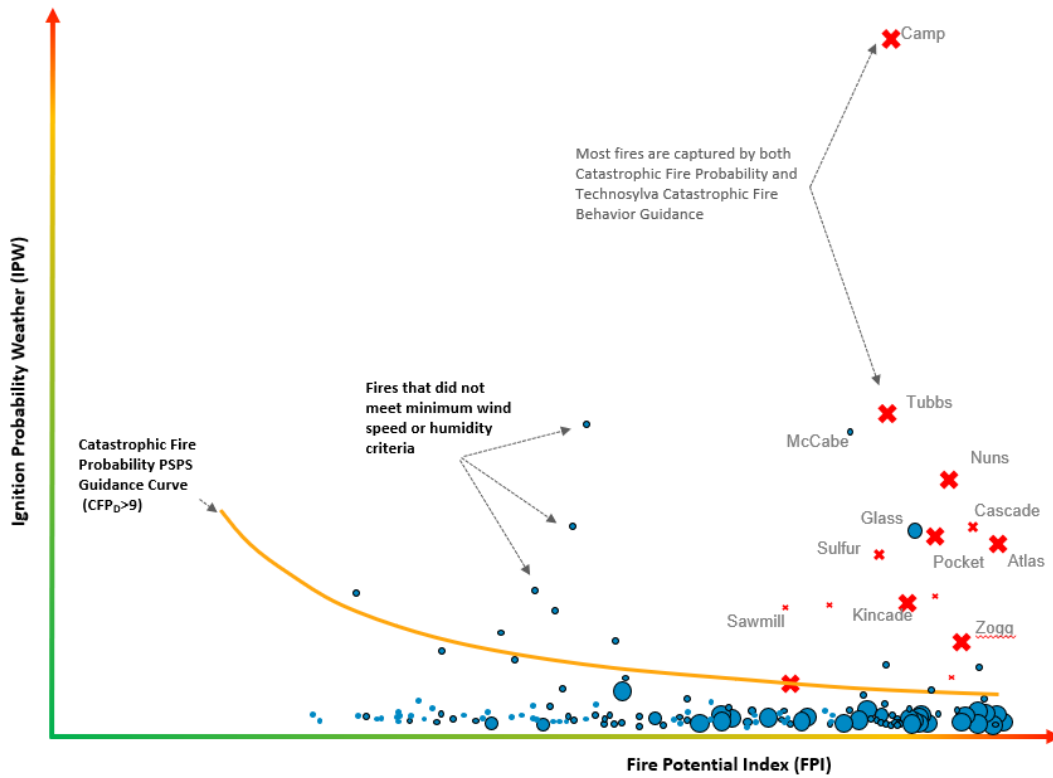 Camp
Most fires are captured by both
Catastrophic Fire Probability and
Technosylva Catastrophic Fire
Behavior Guidance
Ignition Probability Weather (IPW)
Fires that did not
meet minimum wind
speed or humidity
criteria
Tubbs
McCabe
Catastrophic Fire
Probability PSPS
Guidance Curve
(CFP_D>9)
Nuns
Glass
Cascade
Sulfur
Pocket
Atlas
Sawmill
Kincade
Zogg
Fire Potential Index (FPI)